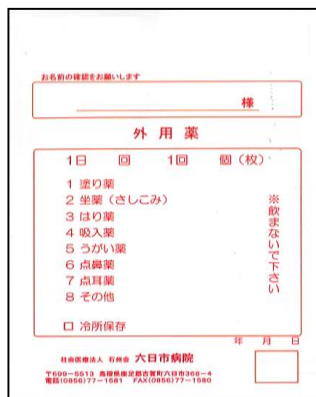 お名前の確認をお願いします
様
外用薬
1日 回 1回 個(枚)
1 塗り薬
2 坐薬(さしこみ)
3 はり薬
4 吸入薬
5 うがい薬
6 点鼻薬
7 点耳薬
8 その他
※飲まないで下さい
□ 冷所保存
年 月 日
社会医療法人 石州会 六日市病院
〒699-5513 島根県鹿足郡吉賀町六日市368-4
電話(0856)77-1581 FAX(0856)77-1580